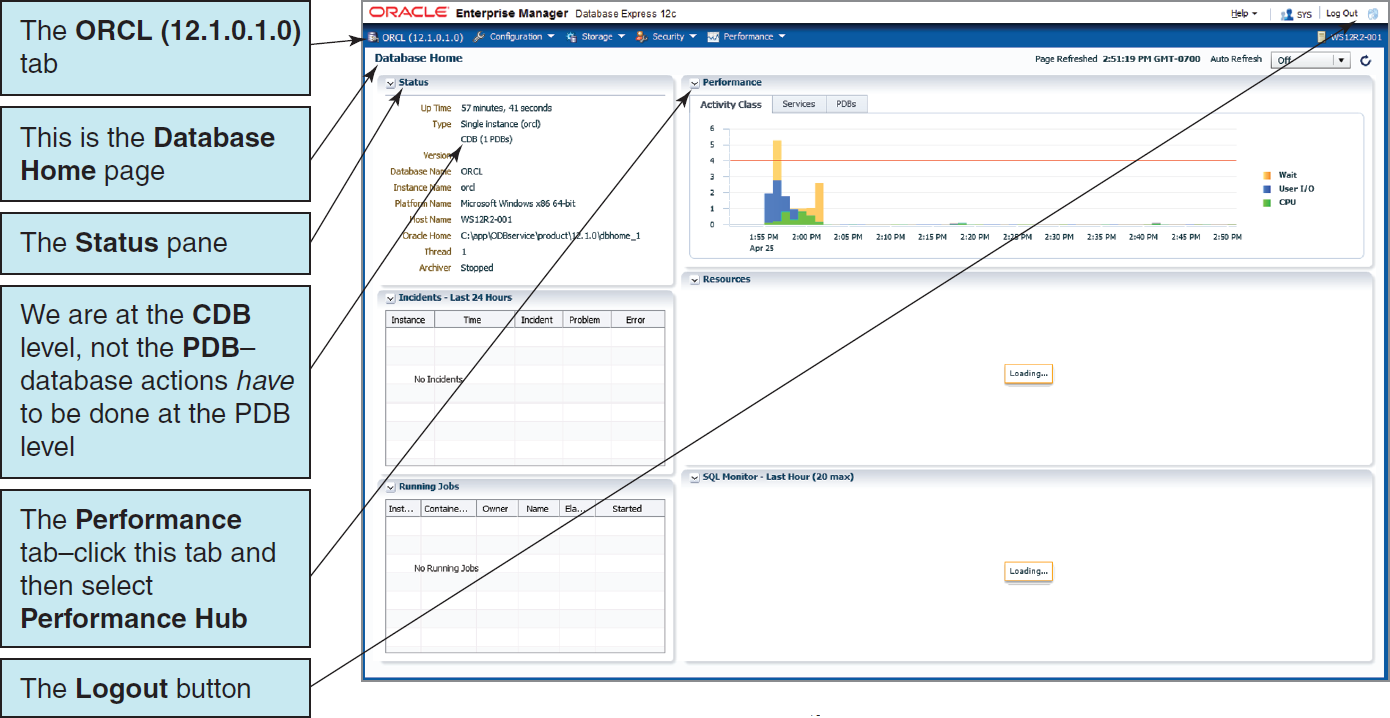 The ORCL (12.1.0.1.0)
tab
This is the Database
Home page
The Status pane
We are at the CDB
level, not the PDB–
database actions have
to be done at the PDB
level
The Performance
tab–click this tab and
then select
Performance Hub
The Logout button
ORACLE Enterprise Manager Database Express 12c
Help SYS Log Out
ORCL (12.1.0.1.0) Configuration Storage Security Performance WS12R2-001
Database Home
Page Refreshed 2:51:19 PM GMT-0700 Auto Refresh Off
Status
Up Time 57 minutes, 41 seconds
Type Single instance (orcl)
CDB (1 PDBs)
Version
Database Name ORCL
Instance Name orcl
Platform Name Microsoft Windows x86 64-bit
Host Name WS12R2-001
Oracle Home C:\app\ODBservice\product\12.1.0\dbhome_1
Thread 1
Archiver Stopped
Incidents - Last 24 Hours
Instance Time Incident Problem Error
No Incidents
Running Jobs
Inst... Containe... Owner Name Ela... Started
No Running Jobs
Performance
Activity Class Services PDBs
6
5
4
3
2
1
0
1:55 PM 2:00 PM 2:05 PM 2:10 PM 2:15 PM 2:20 PM 2:25 PM 2:30 PM 2:35 PM 2:40 PM 2:45 PM 2:50 PM
Apr 25
Wait
User I/O
CPU
Resources
Loading...
SQL Monitor - Last Hour (20 max)
Loading...